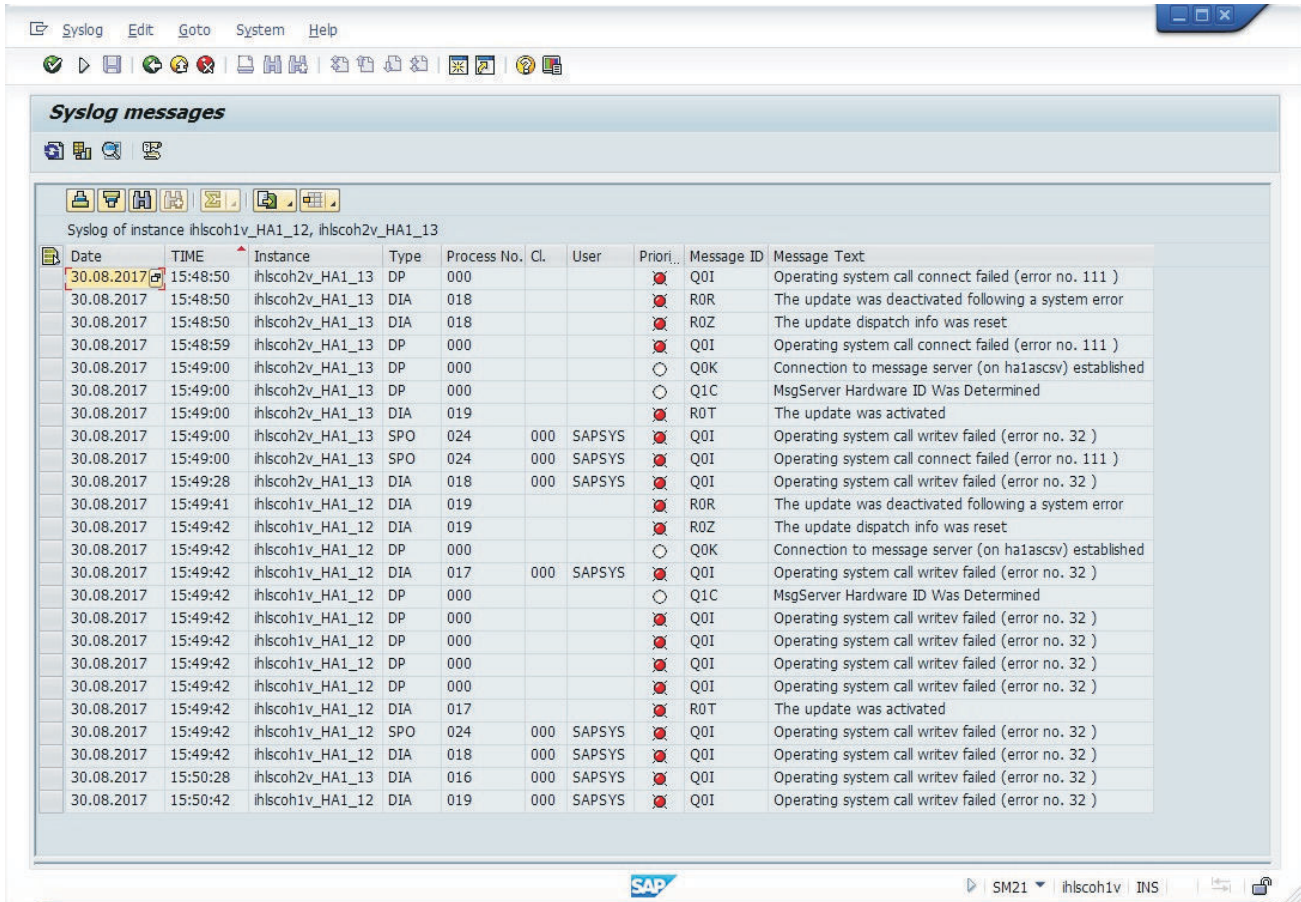 Syslog Edit Goto System Help
Syslog messages
Syslog of instance ihlscoh1v_HA1_12, ihlscoh2v_HA1_13
Date TIME Instance Type Process No. Cl. User Priori... Message ID Message Text
30.08.2017 15:48:50 ihlscoh2v_HA1_13 DP 000 Q0I Operating system call connect failed (error no. 111 )
30.08.2017 15:48:50 ihlscoh2v_HA1_13 DIA 018 R0R The update was deactivated following a system error
30.08.2017 15:48:50 ihlscoh2v_HA1_13 DIA 018 R0Z The update dispatch info was reset
30.08.2017 15:48:59 ihlscoh2v_HA1_13 DP 000 Q0I Operating system call connect failed (error no. 111 )
30.08.2017 15:49:00 ihlscoh2v_HA1_13 DP 000 Q0K Connection to message server (on ha1ascsv) established
30.08.2017 15:49:00 ihlscoh2v_HA1_13 DP 000 Q1C MsgServer Hardware ID Was Determined
30.08.2017 15:49:00 ihlscoh2v_HA1_13 DIA 019 R0T The update was activated
30.08.2017 15:49:00 ihlscoh2v_HA1_13 SPO 024 000 SAPSYS Q0I Operating system call writev failed (error no. 32 )
30.08.2017 15:49:00 ihlscoh2v_HA1_13 SPO 024 000 SAPSYS Q0I Operating system call connect failed (error no. 111 )
30.08.2017 15:49:28 ihlscoh2v_HA1_13 DIA 018 000 SAPSYS Q0I Operating system call writev failed (error no. 32 )
30.08.2017 15:49:41 ihlscoh1v_HA1_12 DIA 019 R0R The update was deactivated following a system error
30.08.2017 15:49:42 ihlscoh1v_HA1_12 DIA 019 R0Z The update dispatch info was reset
30.08.2017 15:49:42 ihlscoh1v_HA1_12 DP 000 Q0K Connection to message server (on ha1ascsv) established
30.08.2017 15:49:42 ihlscoh1v_HA1_12 DIA 017 000 SAPSYS Q0I Operating system call writev failed (error no. 32 )
30.08.2017 15:49:42 ihlscoh1v_HA1_12 DP 000 Q1C MsgServer Hardware ID Was Determined
30.08.2017 15:49:42 ihlscoh1v_HA1_12 DP 000 Q0I Operating system call writev failed (error no. 32 )
30.08.2017 15:49:42 ihlscoh1v_HA1_12 DP 000 Q0I Operating system call writev failed (error no. 32 )
30.08.2017 15:49:42 ihlscoh1v_HA1_12 DP 000 Q0I Operating system call writev failed (error no. 32 )
30.08.2017 15:49:42 ihlscoh1v_HA1_12 DP 000 Q0I Operating system call writev failed (error no. 32 )
30.08.2017 15:49:42 ihlscoh1v_HA1_12 DIA 017 R0T The update was activated
30.08.2017 15:49:42 ihlscoh1v_HA1_12 SPO 024 000 SAPSYS Q0I Operating system call writev failed (error no. 32 )
30.08.2017 15:49:42 ihlscoh1v_HA1_12 DIA 018 000 SAPSYS Q0I Operating system call writev failed (error no. 32 )
30.08.2017 15:50:28 ihlscoh2v_HA1_13 DIA 016 000 SAPSYS Q0I Operating system call writev failed (error no. 32 )
30.08.2017 15:50:42 ihlscoh1v_HA1_12 DIA 019 000 SAPSYS Q0I Operating system call writev failed (error no. 32 )
SAP SM21 ihlscoh1v INS